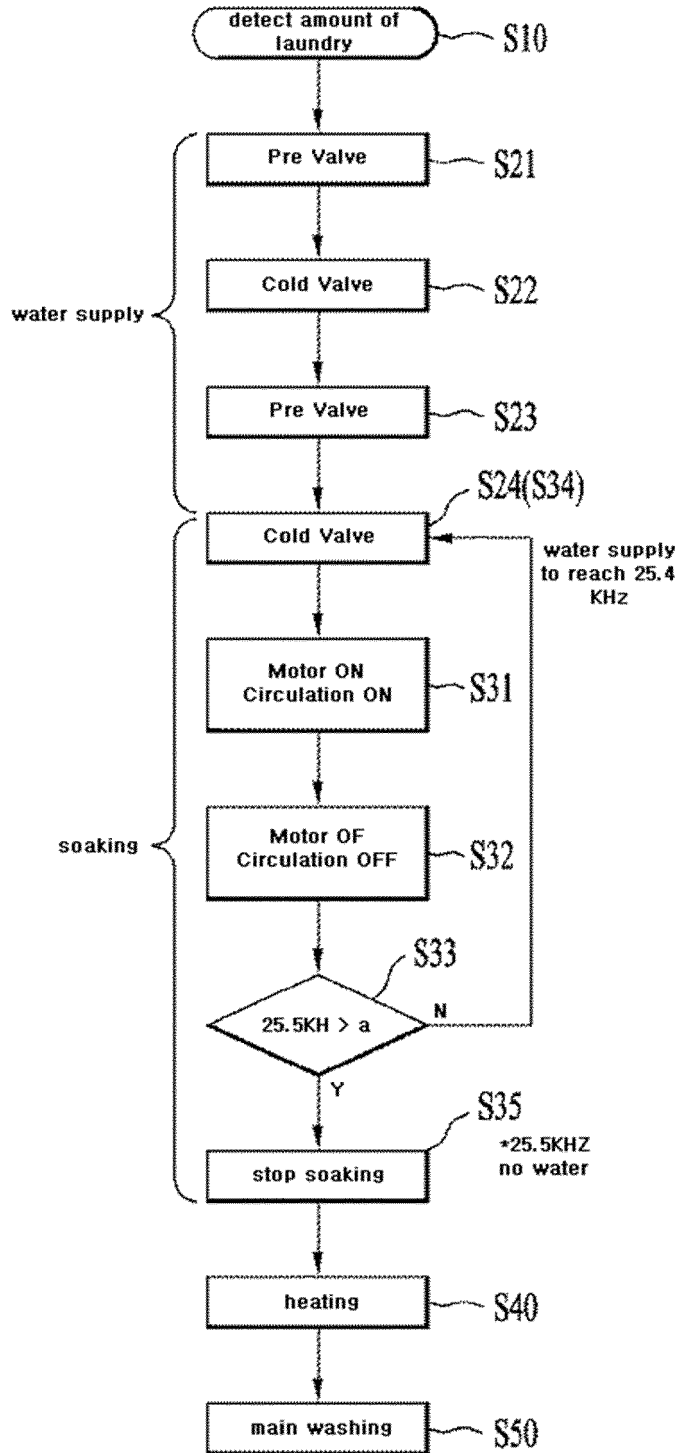 detect amount of
laundry
S10
Pre Valve
S21
Cold Valve
S22
water supply
Pre Valve
S23
S24(S34)
Cold Valve
water supply
to reach 25.4
KHz
Motor ON
Circulation ON
S31
soaking
Motor OF
Circulation OFF
S32
S33
25.5KH > a
N
Y
S35
*25.5KHZ
no water
stop soaking
heating
S40
main washing
S50